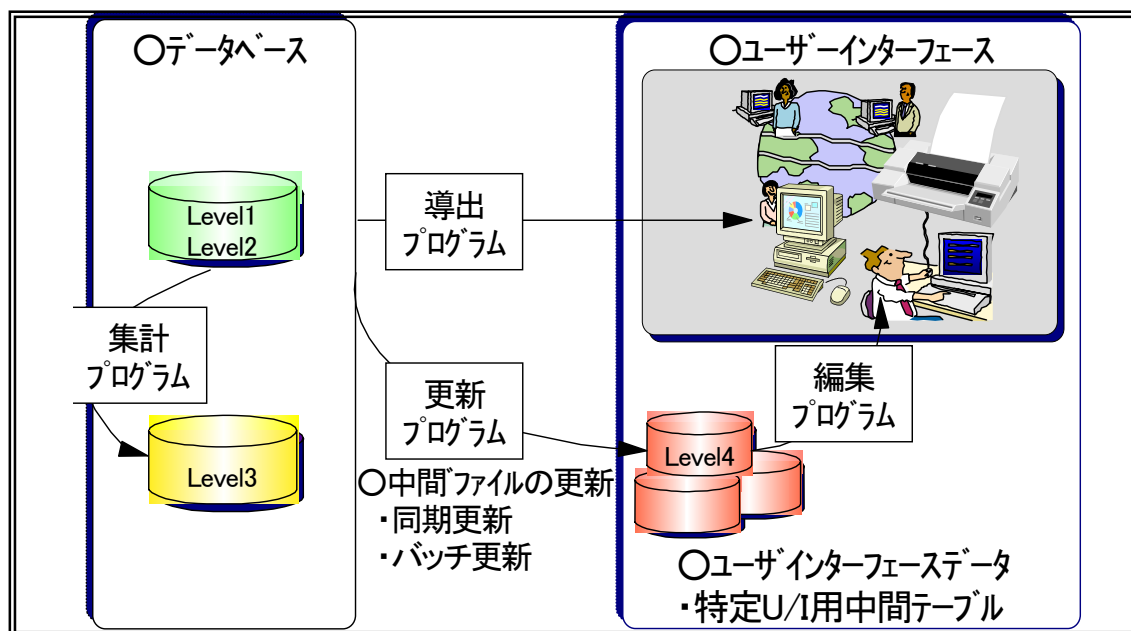 〇データベース
Level1
Level2
集計
プログラム
Level3
導出
プログラム
更新
プログラム
〇中間ファイルの更新
・同期更新
・バッチ更新
〇ユーザーインターフェース
編集
プログラム
Level4
〇ユーザインターフェースデータ
・特定U/I用中間テーブル